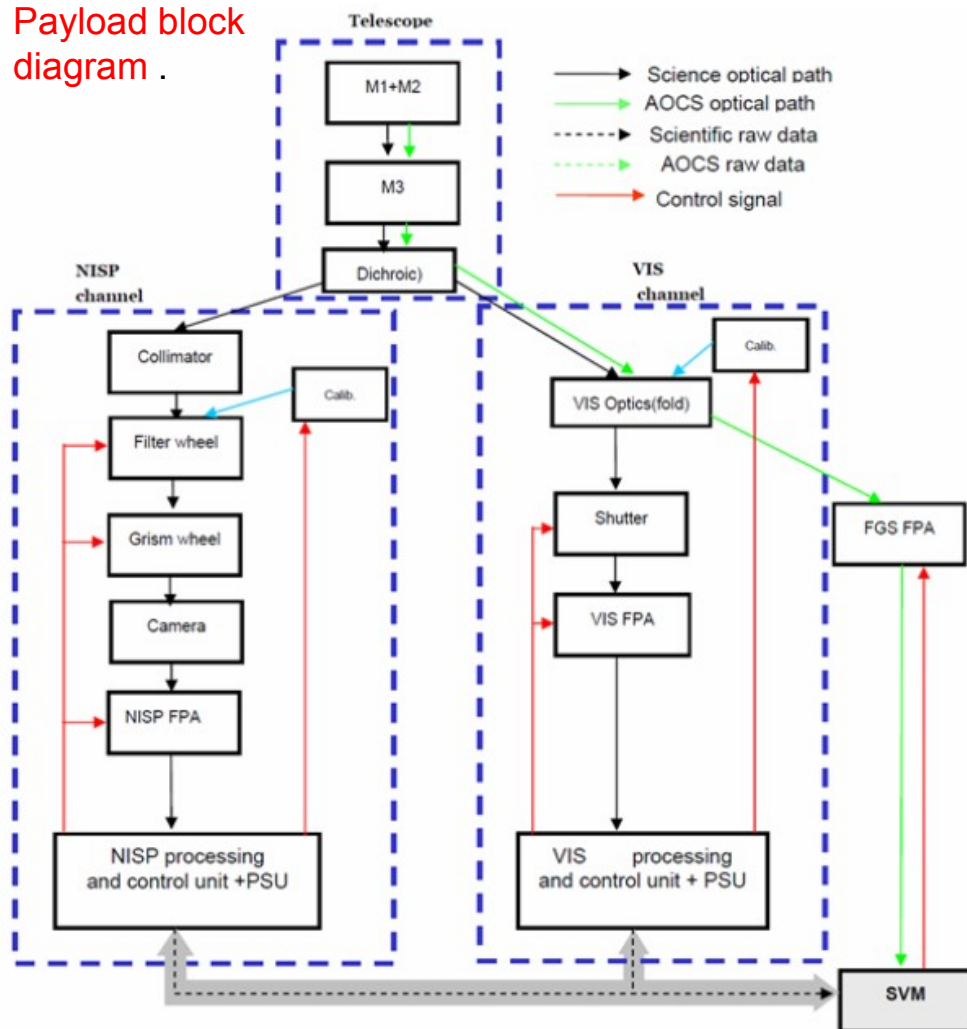 Payload block
diagram .
Telescope
M1+M2
M3
Dichroic)
Science optical path
AOCS optical path
Scientific raw data
AOCS raw data
Control signal
NISP
channel
Collimator
Calib.
Filter wheel
Grism wheel
Camera
NISP FPA
NISP processing
and control unit +PSU
VIS
channel
Calib.
VIS Optics(fold)
Shutter
VIS FPA
VIS processing
and control unit + PSU
FGS FPA
SVM